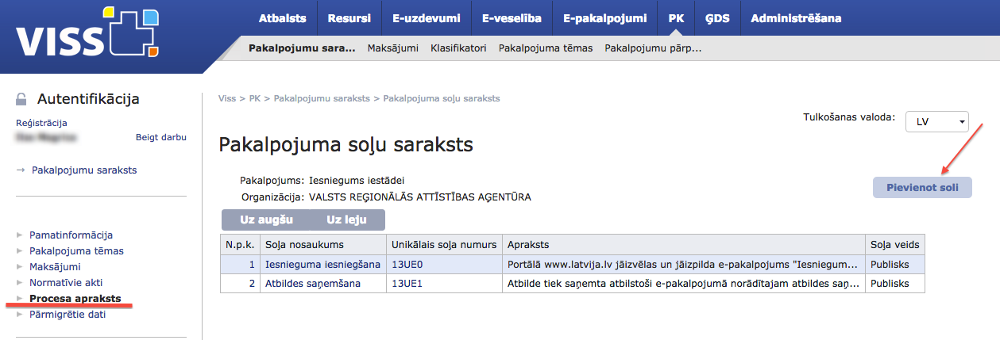 VISS
Atbalsts Resursi E-uzdevumi E-veselība E-pakalpojumi PK ĢDS Administrēšana
Pakalpojumu sara... Maksājumi Klasifikatori Pakalpojuma tēmas Pakalpojumu pārp...
Autentifikācija
Reģistrācija
Beigt darbu
→ Pakalpojumu saraksts
Pamatinformācija
Pakalpojuma tēmas
Maksājumi
Normatīvie akti
Procesa apraksts
Pārmigrētie dati
Viss > PK > Pakalpojumu saraksts > Pakalpojuma soļu saraksts
Tulkošanas valoda: LV
Pakalpojuma soļu saraksts
Pakalpojums: Iesniegums iestādei
Organizācija: VALSTS REĢIONĀLĀS ATTĪSTĪBAS AĢENTŪRA
Pievienot soli
Uz augšu Uz leju
N.p.k. Soļa nosaukums Unikālais soļa numurs Apraksts Soļa veids
1 Iesnieguma iesniegšana 13UE0 Portālā www.latvija.lv jāizvēlas un jāizpilda e-pakalpojums "Iesniegum... Publisks
2 Atbildes saņemšana 13UE1 Atbilde tiek saņemta atbilstoši e-pakalpojumā norādītajam atbildes saņ... Publisks